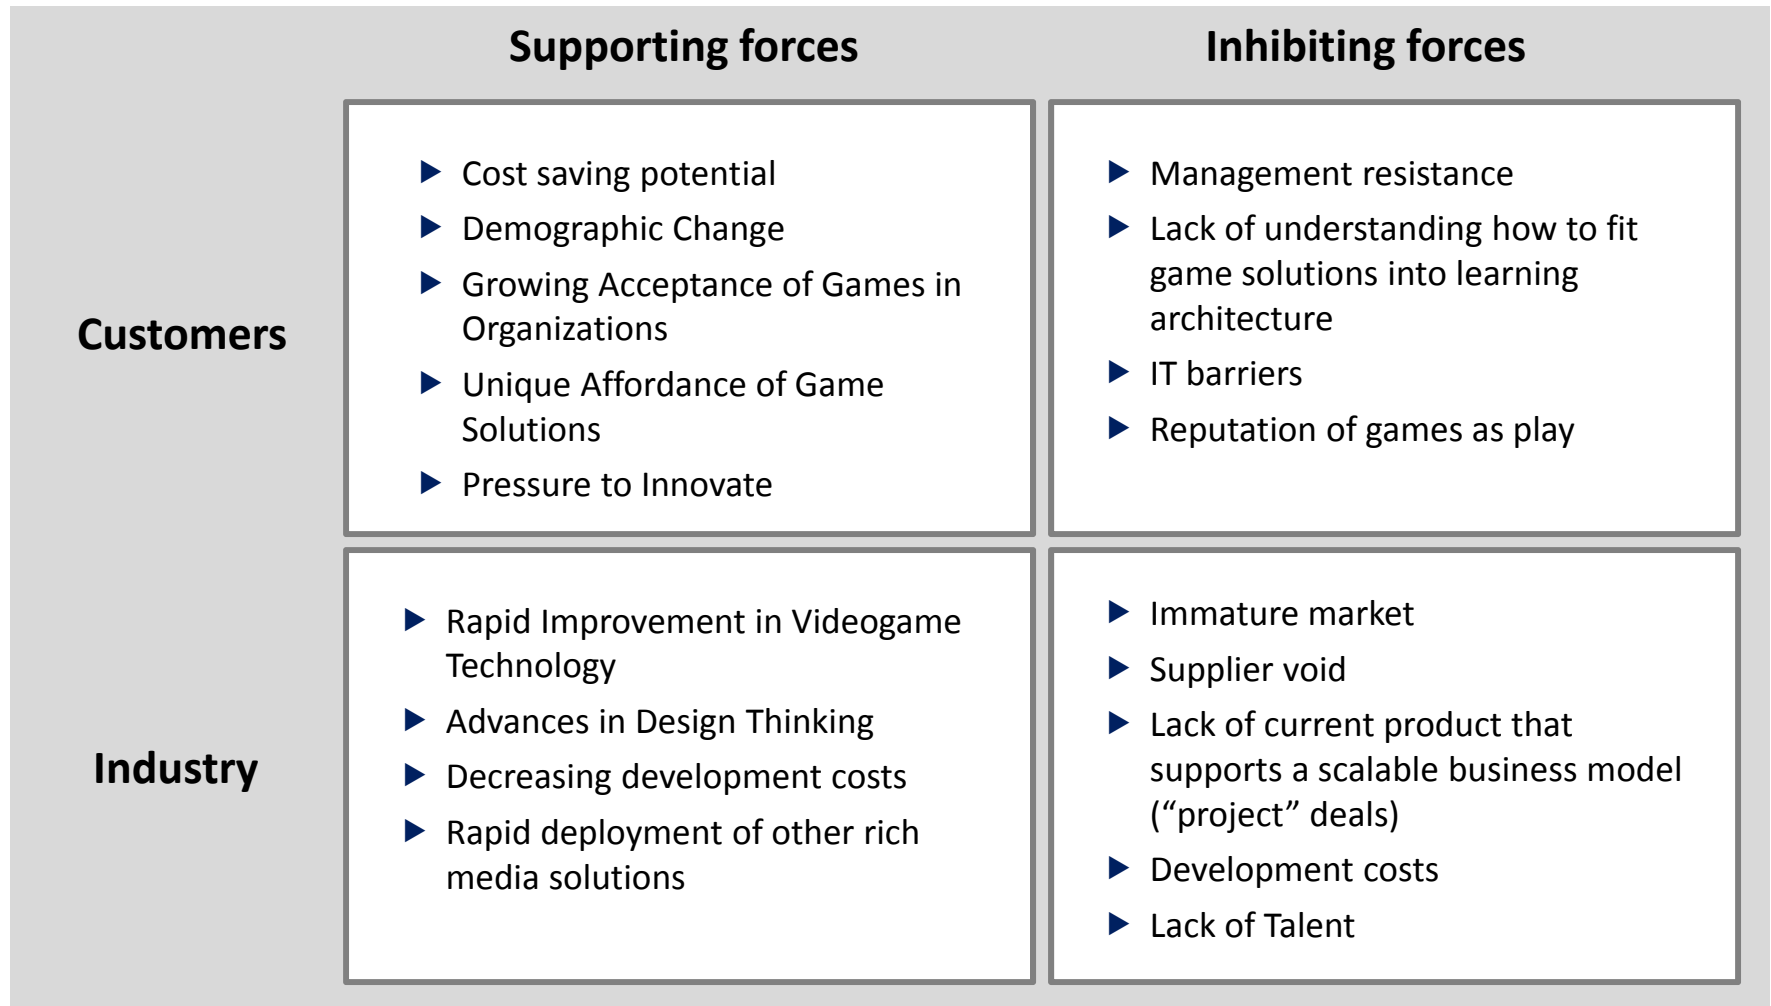 Supporting forces
Inhibiting forces
Customers
Cost saving potential
Demographic Change
Growing Acceptance of Games in
Organizations
Unique Affordance of Game
Solutions
Pressure to Innovate
Management resistance
Lack of understanding how to fit
game solutions into learning
architecture
IT barriers
Reputation of games as play
Industry
Rapid Improvement in Videogame
Technology
Advances in Design Thinking
Decreasing development costs
Rapid deployment of other rich
media solutions
Immature market
Supplier void
Lack of current product that
supports a scalable business model
(“project” deals)
Development costs
Lack of Talent